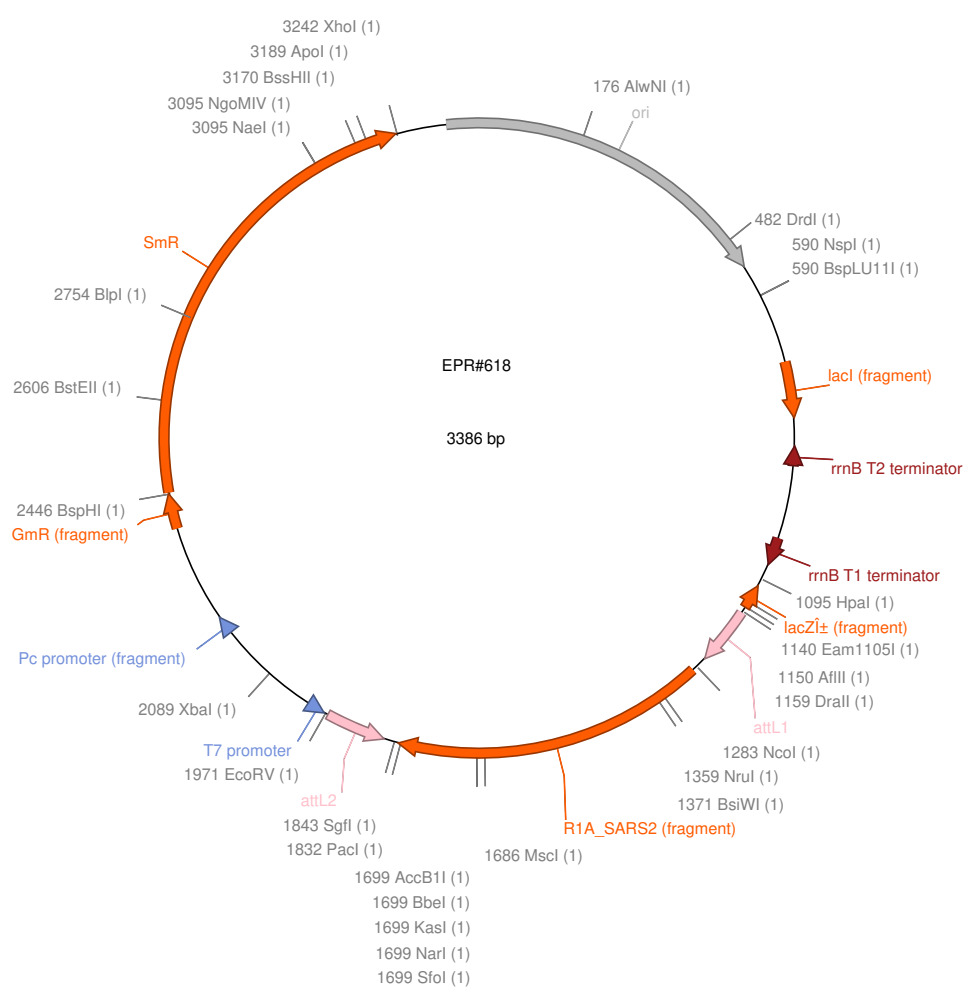 3242 XhoI (1)
3189 ApoI (1)
3170 BssHII (1)
3095 NgoMIV (1)
3095 NaeI (1)
176 AlwNI (1)
ori
482 DrdI (1)
590 NspI (1)
590 BspLU11I (1)
SmR
2754 BlpI (1)
2606 BstEII (1)
EPR#618
3386 bp
lacI (fragment)
rrnB T2 terminator
2446 BspHI (1)
GmR (fragment)
rrnB T1 terminator
1095 HpaI (1)
lacZÎ± (fragment)
1140 Eam1105I (1)
1150 AflII (1)
1159 DraII (1)
attL1
Pc promoter (fragment)
2089 XbaI (1)
T7 promoter
1971 EcoRV (1)
attL2
1283 NcoI (1)
1359 NruI (1)
1371 BsiWI (1)
R1A_SARS2 (fragment)
1843 SgfI (1)
1832 PacI (1)
1686 MscI (1)
1699 AccB1I (1)
1699 BbeI (1)
1699 KasI (1)
1699 NarI (1)
1699 SfoI (1)